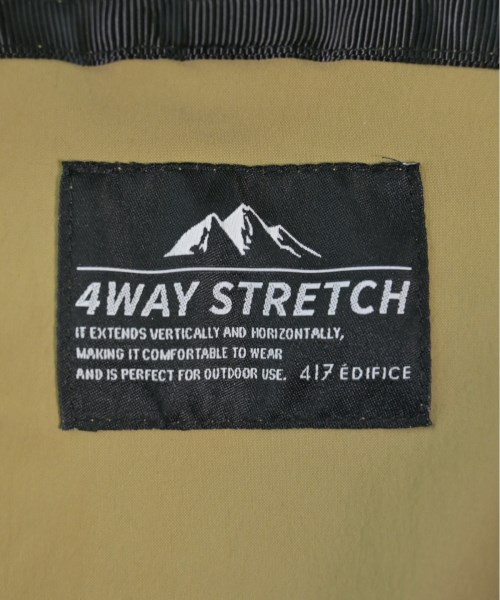 4WAY STRETCH
IT EXTENDS VERTICALLY AND HORIZONTALLY,
MAKING IT COMFORTABLE TO WEAR
AND IS PERFECT FOR OUTDOOR USE. 417 ÉDIFICE